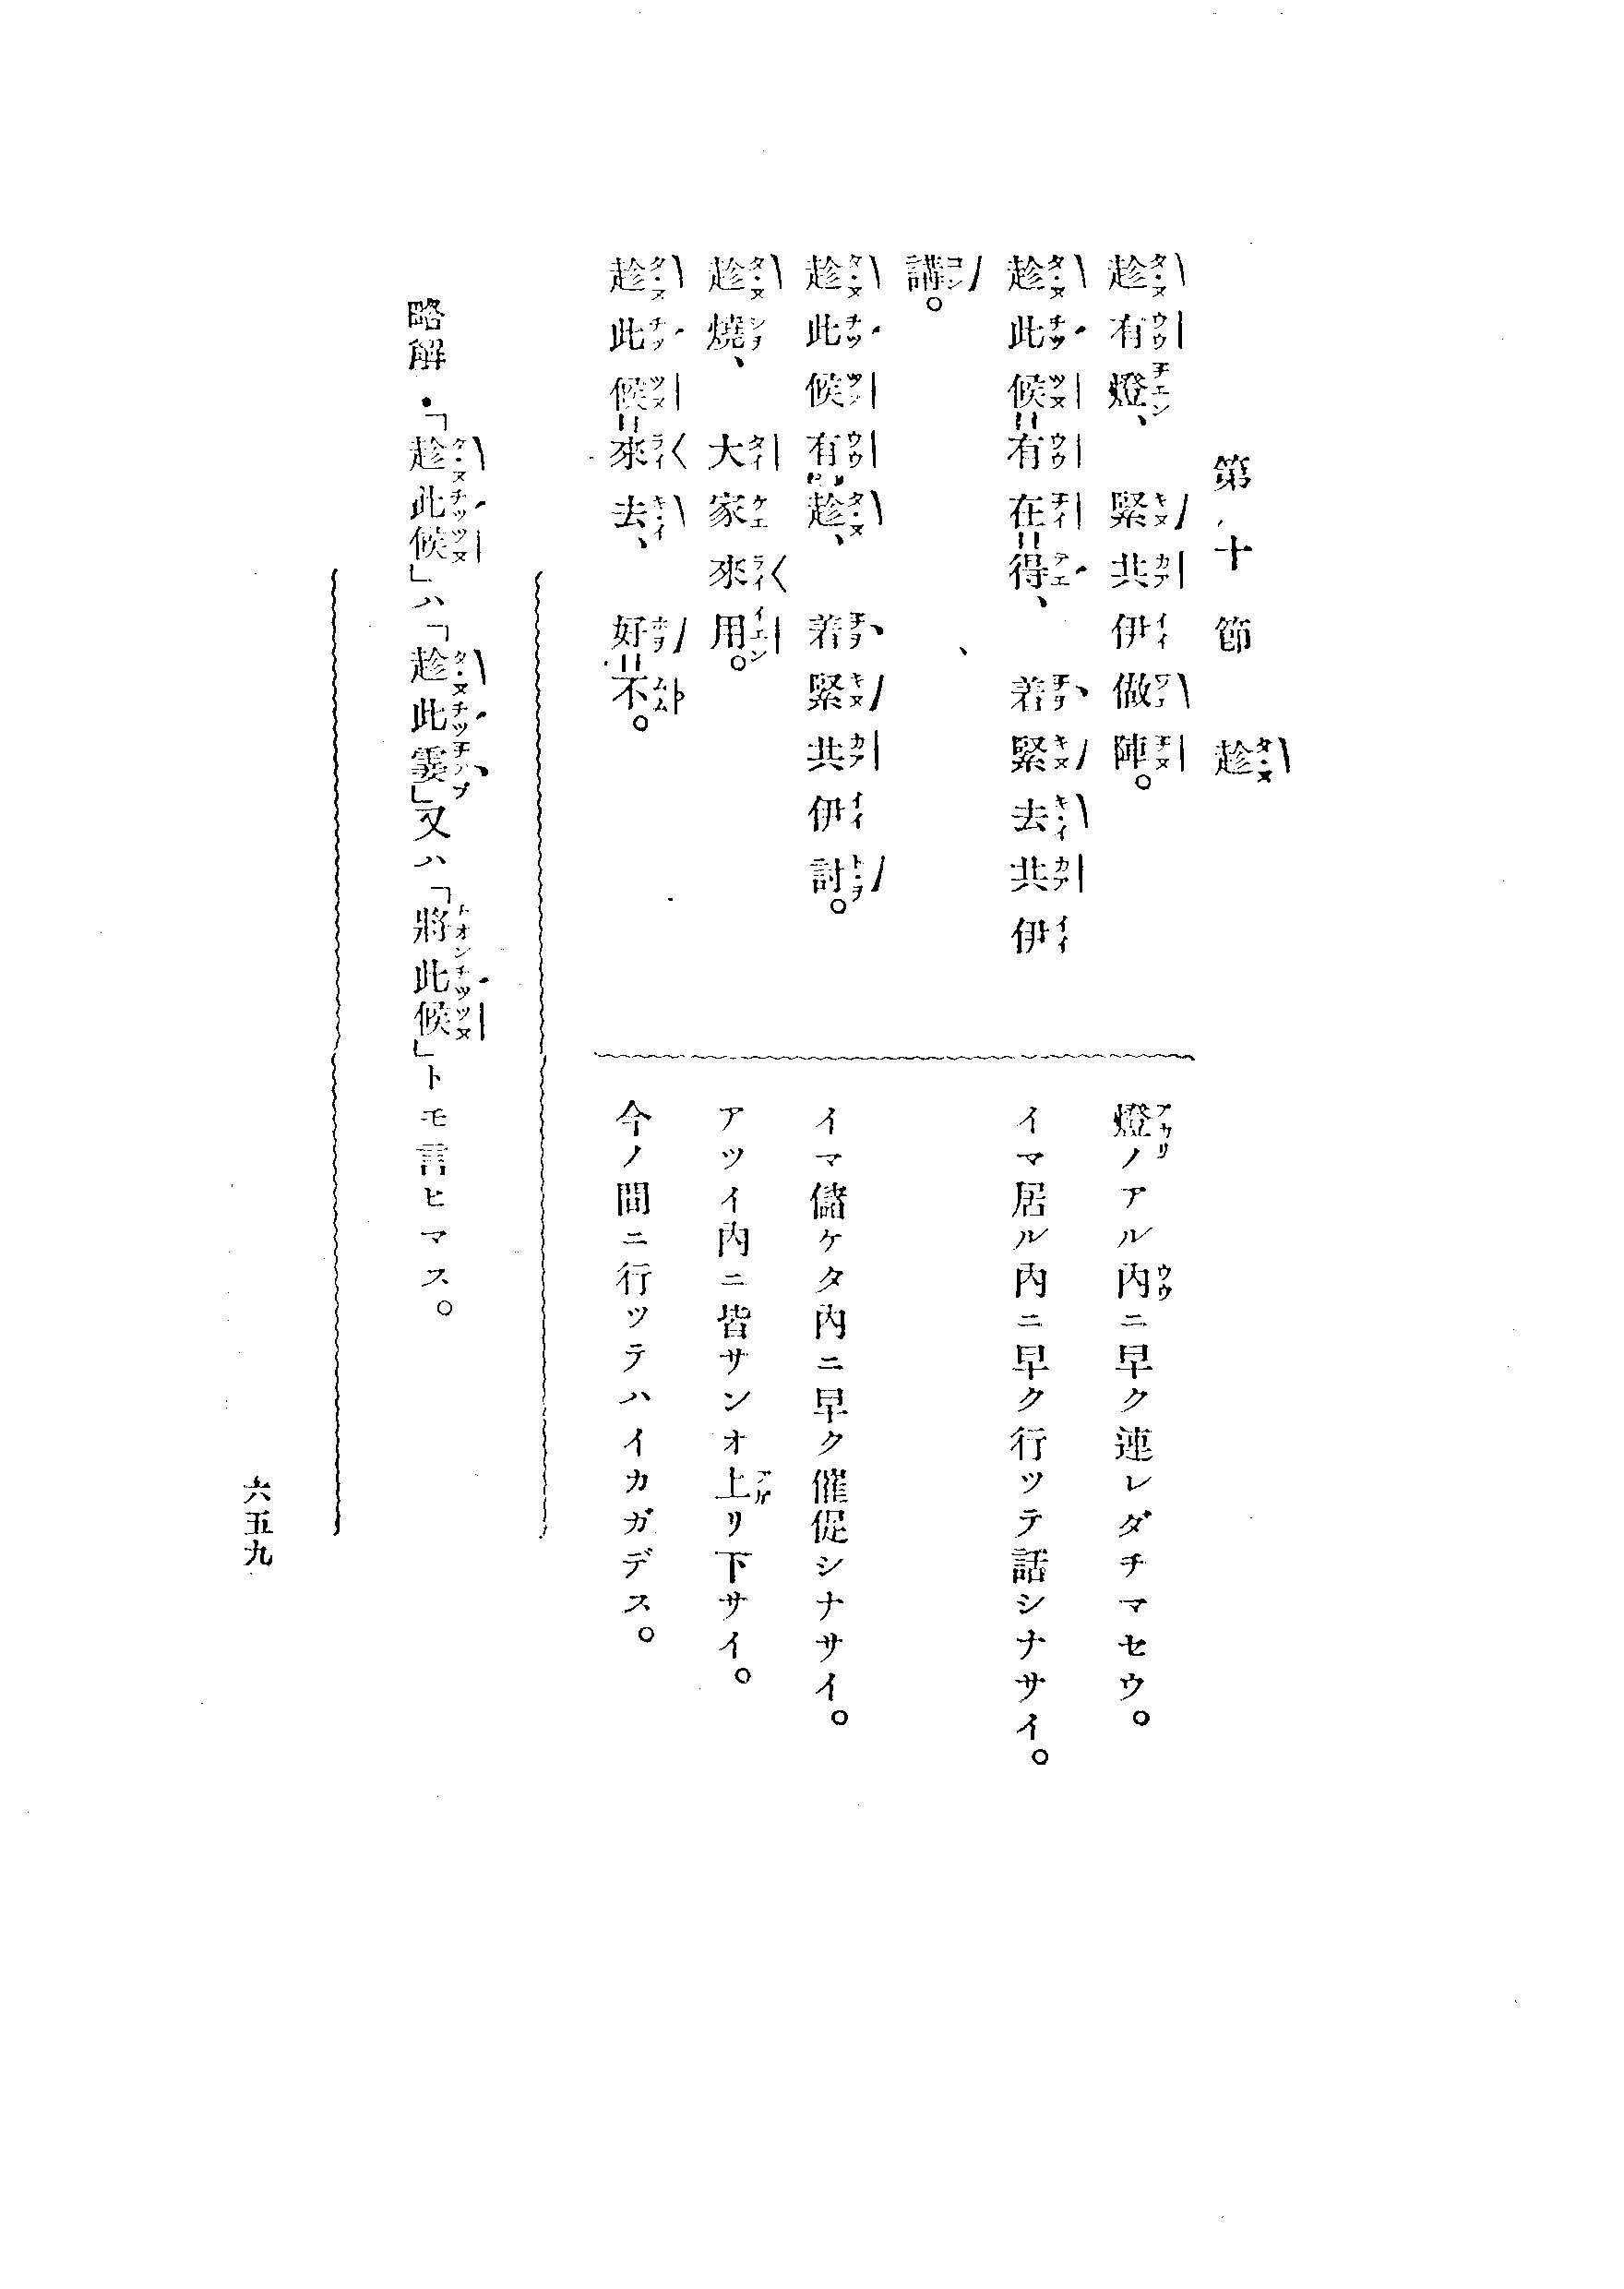 第十節 趁
趁有燈、緊共伊做陣。
燈ノアル内ニ早ク連レダチマセウ。
趁此候有在得、着緊去共伊
講。
イマ居ル内ニ早ク行ッテ話シナサイ。
趁此候有趁、着緊共伊討。
イマ儲ケタ内ニ早ク催促シナサイ。
趁燒、大家來用。
アツイ内ニ皆サンオ上リ下サイ。
趁此候來去、好不。
今ノ間ニ行ッテハイカガデス。
略解・「趁此候」ハ「趁此霎」又ハ「將此候」トモ言ヒマス。
六五九